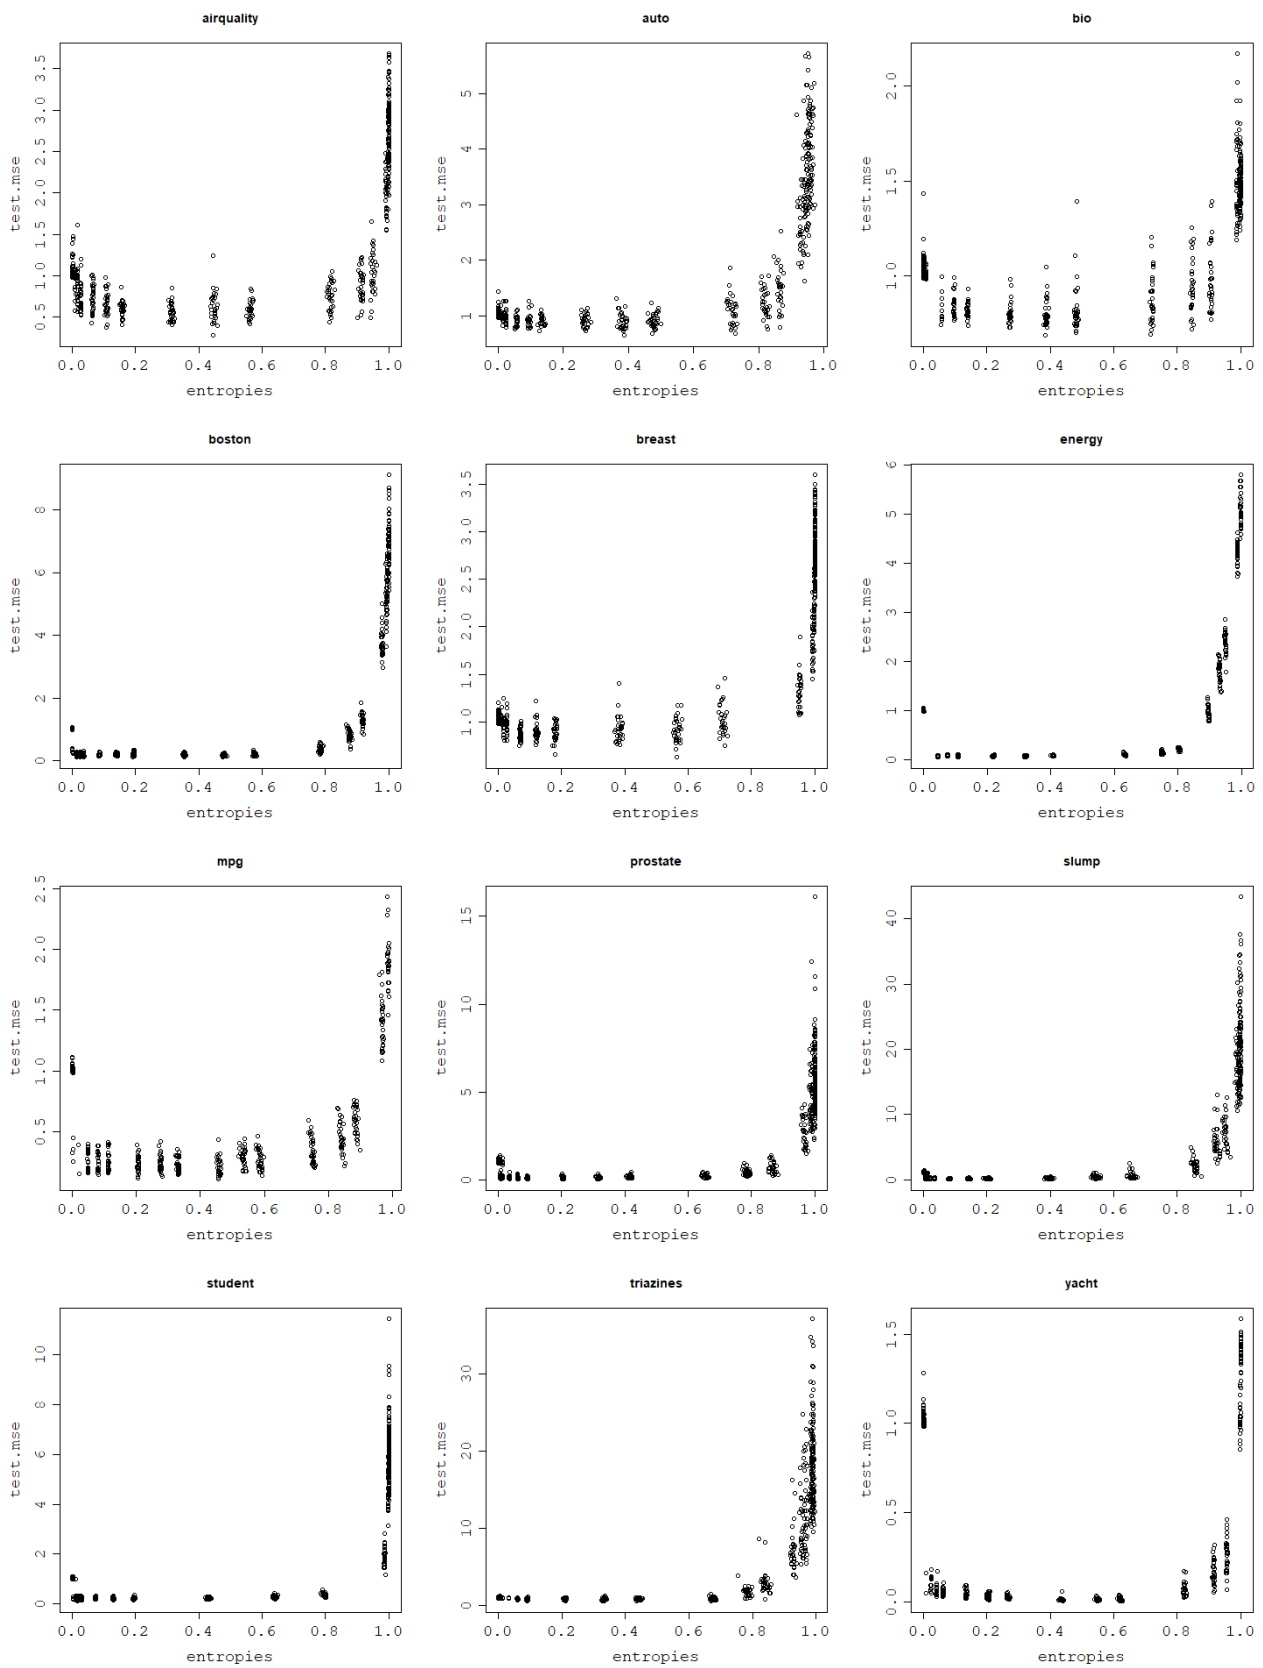 airquality
auto
bio
test.mse
0.5 1.0 1.5 2.0 2.5 3.0 3.5
0.0 0.2 0.4 0.6 0.8 1.0
entropies
test.mse
1 2 3 4 5
0.0 0.2 0.4 0.6 0.8 1.0
entropies
test.mse
1.0 1.5 2.0
0.0 0.2 0.4 0.6 0.8 1.0
entropies
boston
breast
energy
test.mse
0 2 4 6 8
0.0 0.2 0.4 0.6 0.8 1.0
entropies
test.mse
1.0 1.5 2.0 2.5 3.0 3.5
0.0 0.2 0.4 0.6 0.8 1.0
entropies
test.mse
0 1 2 3 4 5 6
0.0 0.2 0.4 0.6 0.8 1.0
entropies
mpg
prostate
slump
test.mse
0.5 1.0 1.5 2.0 2.5
0.0 0.2 0.4 0.6 0.8 1.0
entropies
test.mse
0 5 10 15
0.0 0.2 0.4 0.6 0.8 1.0
entropies
test.mse
0 10 20 30 40
0.0 0.2 0.4 0.6 0.8 1.0
entropies
student
triazines
yacht
test.mse
0 2 4 6 8 10
0.0 0.2 0.4 0.6 0.8 1.0
entropies
test.mse
0 10 20 30
0.0 0.2 0.4 0.6 0.8 1.0
entropies
test.mse
0.0 0.5 1.0 1.5
0.0 0.2 0.4 0.6 0.8 1.0
entropies